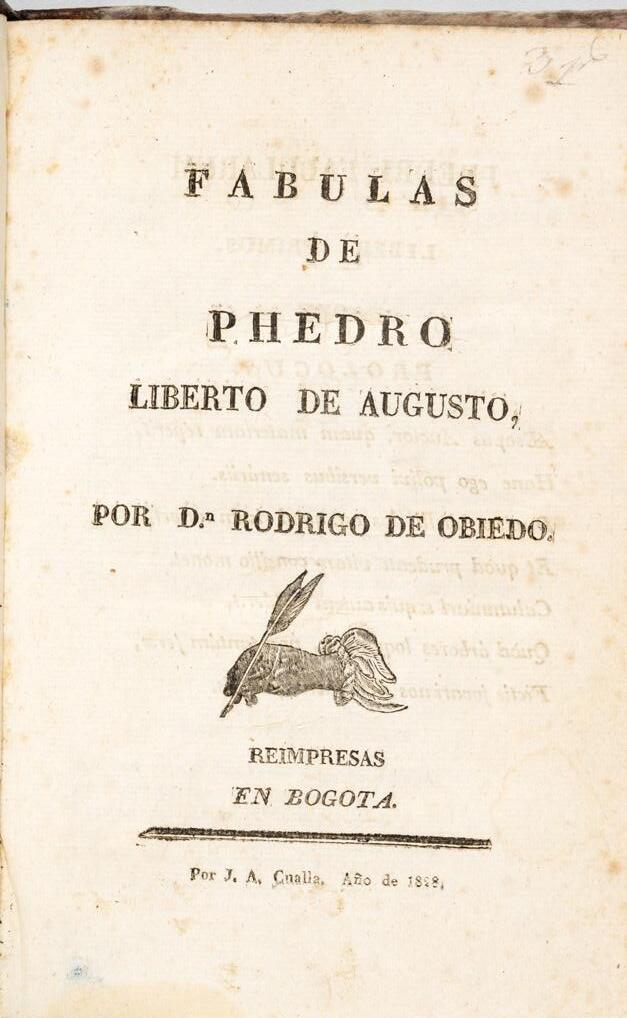 FABULAS
DE
PHEDRO
LIBERTO DE AUGUSTO,
POR D.ⁿ RODRIGO DE OBIEDO.
REIMPRESAS
EN BOGOTA.
Por J. A. Cualla. Año de 1828.